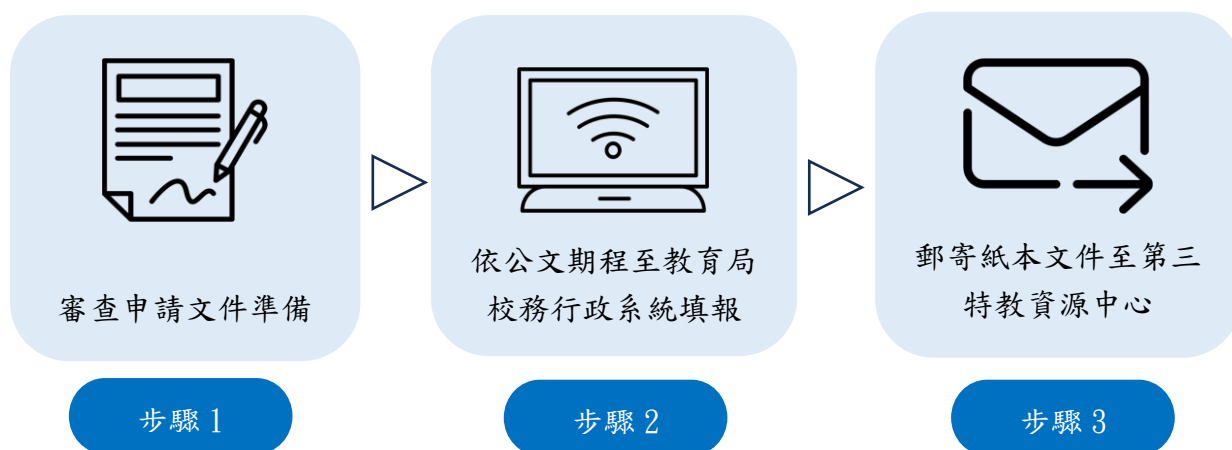 審查申請文件準備
依公文期程至教育局
校務行政系統填報
郵寄紙本文件至第三
特教資源中心
步驟 1
步驟 2
步驟 3